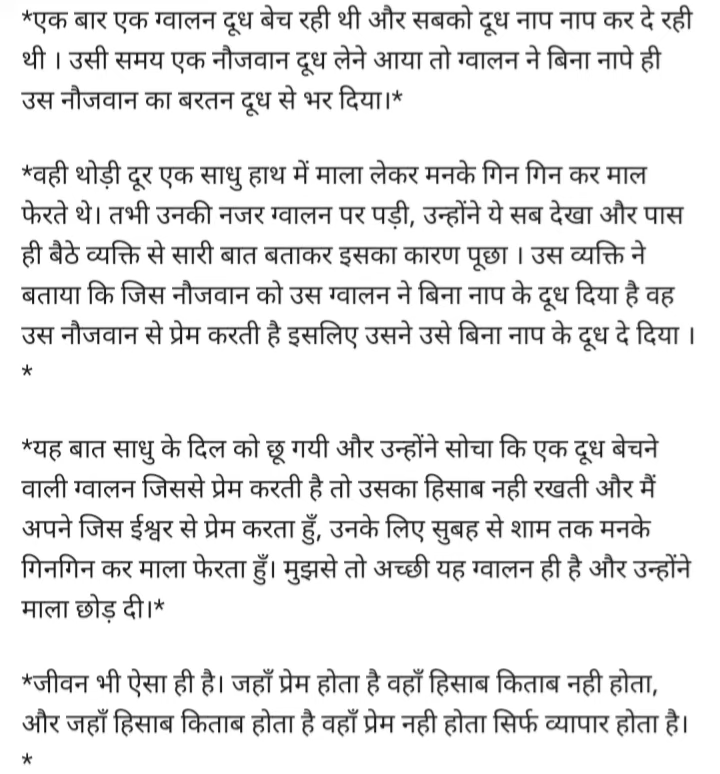 *एक बार एक ग्वालन दूध बेच रही थी और सबको दूध नाप नाप कर दे रही
थी । उसी समय एक नौजवान दूध लेने आया तो ग्वालन ने बिना नापे ही
उस नौजवान का बरतन दूध से भर दिया।*
*वही थोड़ी दूर एक साधु हाथ में माला लेकर मनके गिन गिन कर माल
फेरते थे। तभी उनकी नजर ग्वालन पर पड़ी, उन्होंने ये सब देखा और पास
ही बैठे व्यक्ति से सारी बात बताकर इसका कारण पूछा । उस व्यक्ति ने
बताया कि जिस नौजवान को उस ग्वालन ने बिना नाप के दूध दिया है वह
उस नौजवान से प्रेम करती है इसलिए उसने उसे बिना नाप के दूध दे दिया ।
*
*यह बात साधु के दिल को छू गयी और उन्होंने सोचा कि एक दूध बेचने
वाली ग्वालन जिससे प्रेम करती है तो उसका हिसाब नही रखती और मैं
अपने जिस ईश्वर से प्रेम करता हुँ, उनके लिए सुबह से शाम तक मनके
गिनगिन कर माला फेरता हुँ। मुझसे तो अच्छी यह ग्वालन ही है और उन्होंने
माला छोड़ दी।*
*जीवन भी ऐसा ही है। जहाँ प्रेम होता है वहाँ हिसाब किताब नही होता,
और जहाँ हिसाब किताब होता है वहाँ प्रेम नही होता सिर्फ व्यापार होता है।
*